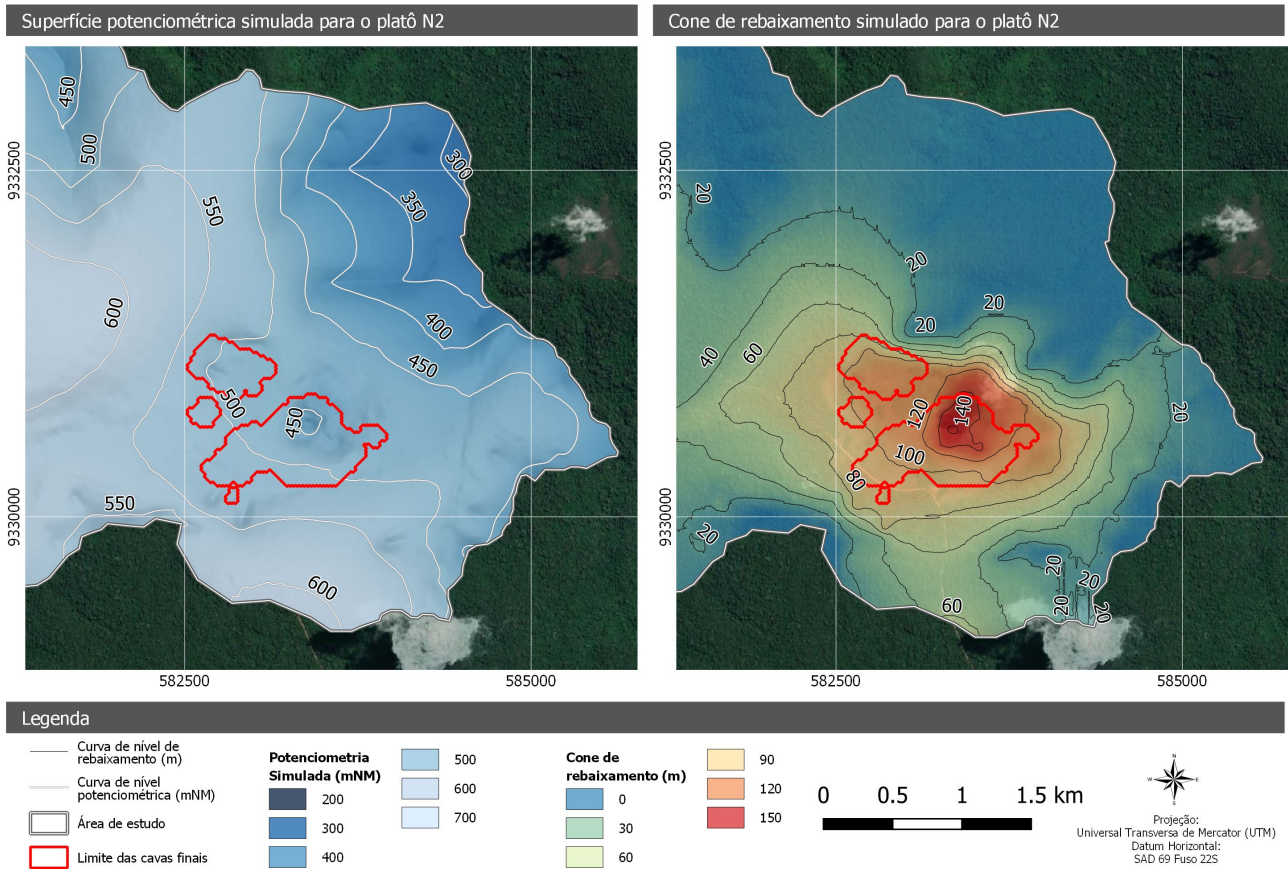 Superfície potenciométrica simulada para o platô N2
Cone de rebaixamento simulado para o platô N2
450
500
550
600
300
350
400
450
500
450
550
600
9332500
9330000
582500
585000
20
20
20
20
40
60
120
140
100
80
20
20
60
20
20
20
20
9332500
9330000
582500
585000
Legenda
Curva de nível de
rebaixamento (m)
Curva de nível
potenciométrica (mNM)
Área de estudo
Limite das cavas finais
Potenciometria
Simulada (mNM)
200
300
400
500
600
700
Cone de
rebaixamento (m)
0
30
60
90
120
150
0 0.5 1 1.5 km
N
W E
S
Projeção:
Universal Transversa de Mercator (UTM)
Datum Horizontal:
SAD 69 Fuso 22S